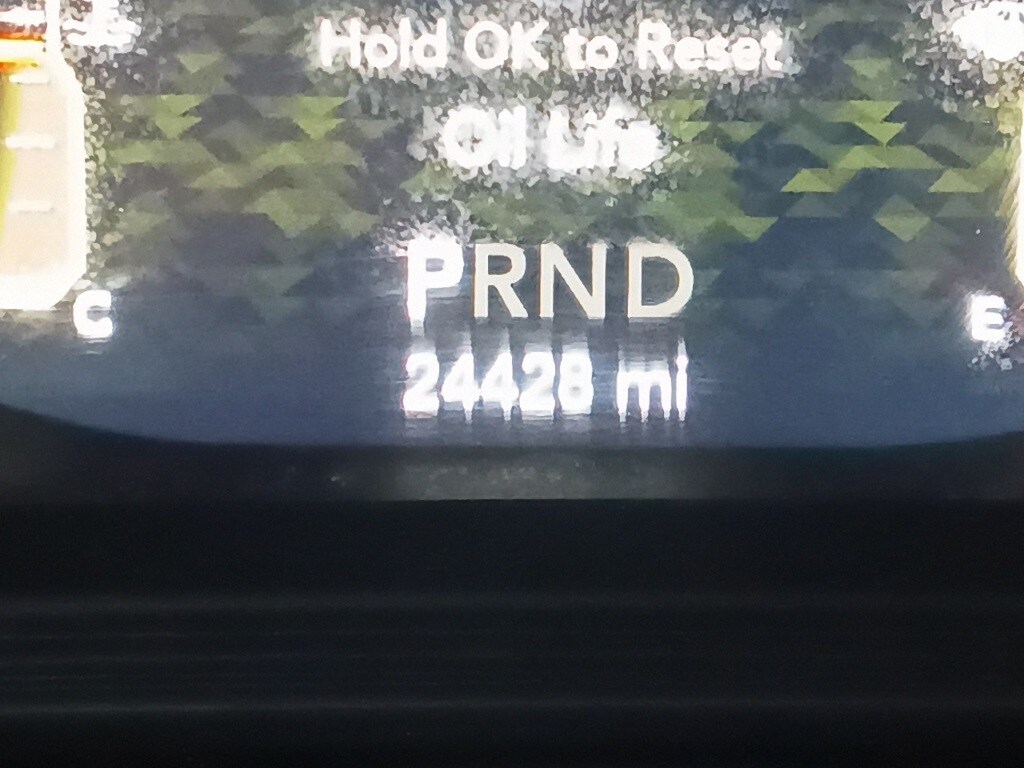 Hold OK to Reset
Oil Life
PRND
C
E
24428 mi